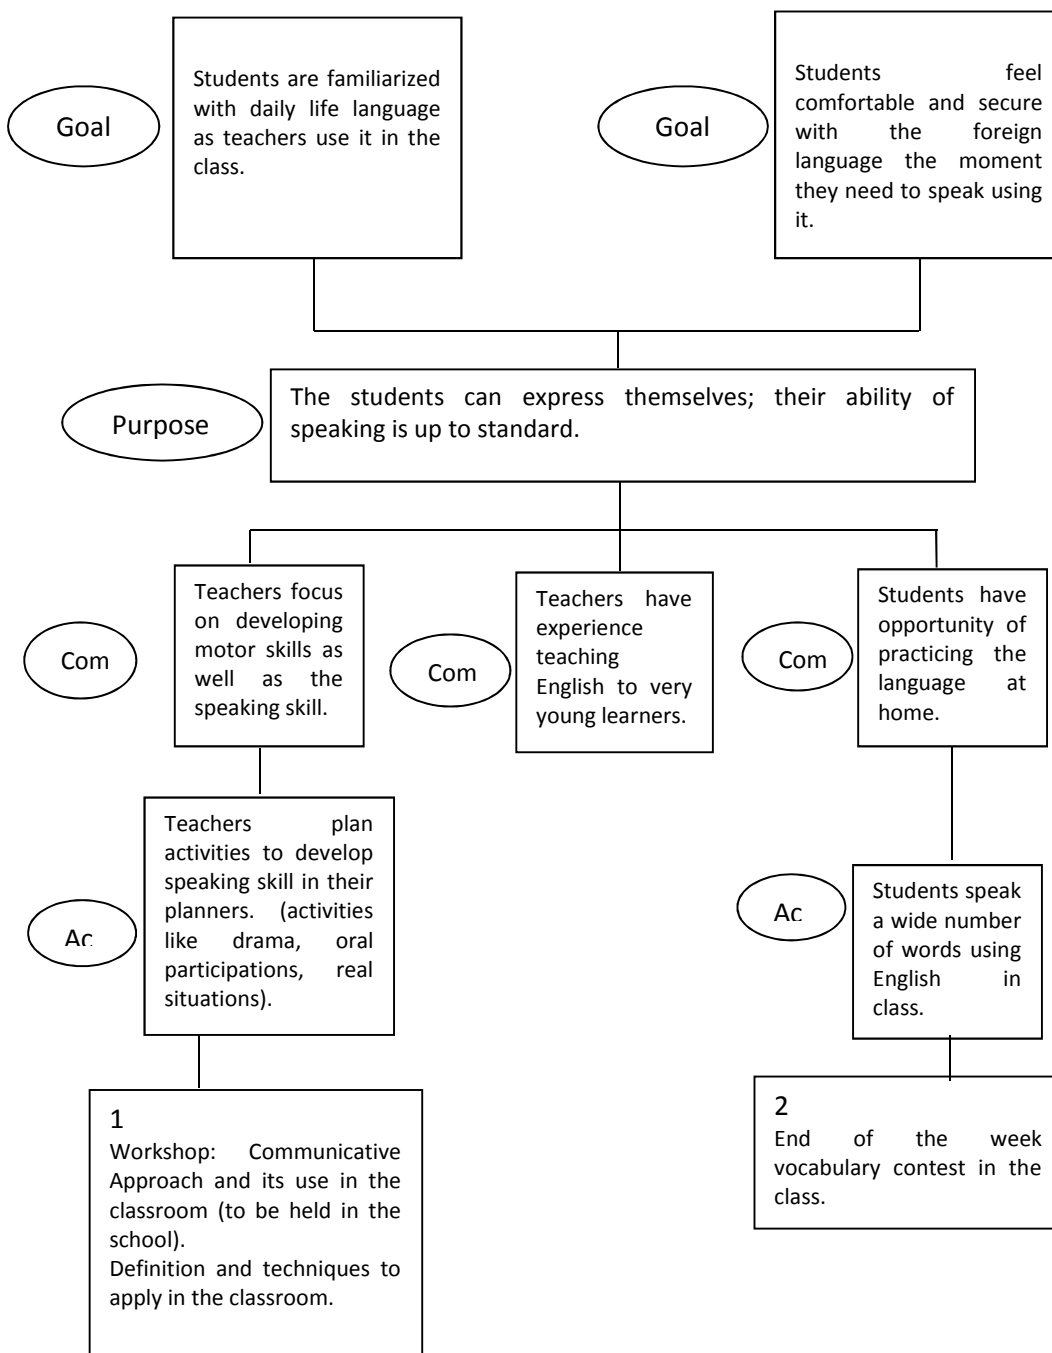 Goal
Students are familiarized
with daily life language
as teachers use it in the
class.
Goal
Students feel
comfortable and secure
with the foreign
language the moment
they need to speak using
it.
Purpose
The students can express themselves; their ability of
speaking is up to standard.
Com
Teachers focus
on developing
motor skills as
well as the
speaking skill.
Com
Teachers have
experience
teaching
English to very
young learners.
Com
Students have
opportunity of
practicing the
language at
home.
Ac
Teachers plan
activities to develop
speaking skill in their
planners. (activities
like drama, oral
participations, real
situations).
Ac
Students speak
a wide number
of words using
English in
class.
1
Workshop: Communicative
Approach and its use in the
classroom (to be held in the
school).
Definition and techniques to
apply in the classroom.
2
End of the week
vocabulary contest in the
class.